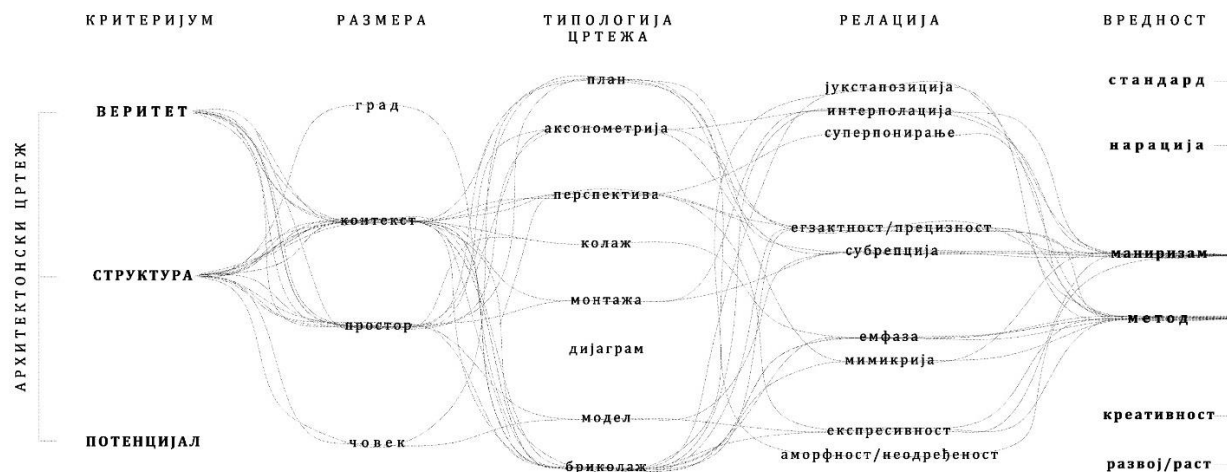 КРИТЕРИЈУМ
РАЗМЕРА
ТИПОЛОГИЈА
ЦРТЕЖА
РЕЛАЦИЈА
ВРЕДНОСТ
АРХИТЕКТОНСКИ ЦРТЕЖ
ВЕРИТЕТ
СТРУКТУРА
ПОТЕНЦИЈАЛ
град
контекст
простор
човек
план
аксонометрија
перспектива
колаж
монтажа
дијаграм
модел
бриколаж
јукстапозиција
интерполација
суперпонирање
егзактност/прецизност
субрепција
емфаза
мимикрија
експресивност
аморфност/неодређеност
стандард
нарација
маниризам
метод
креативност
развој/раст